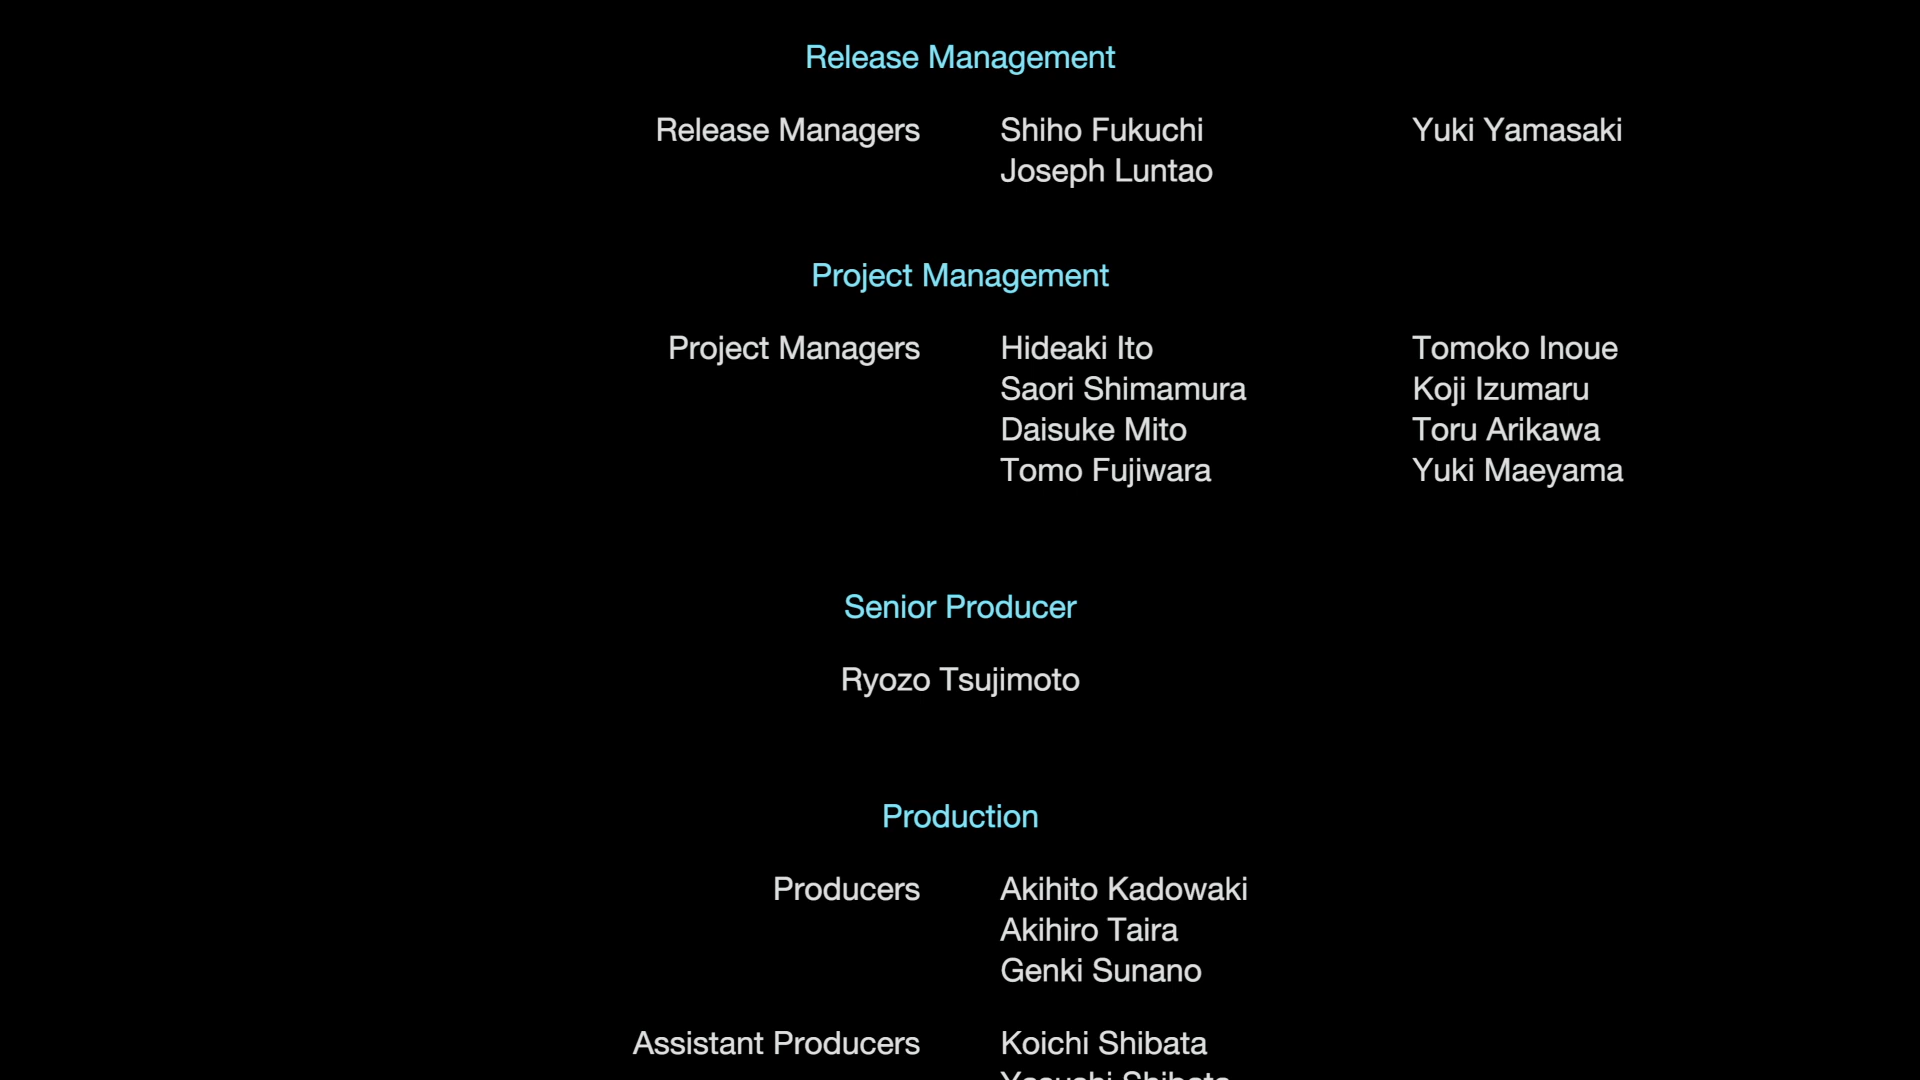 Release Management
Release Managers Shiho Fukuchi Yuki Yamasaki
Joseph Luntao
Project Management
Project Managers Hideaki Ito Tomoko Inoue
Saori Shimamura Koji Izumaru
Daisuke Mito Toru Arikawa
Tomo Fujiwara Yuki Maeyama
Senior Producer
Ryozo Tsujimoto
Production
Producers Akihito Kadowaki
Akihiro Taira
Genki Sunano
Assistant Producers Koichi Shibata